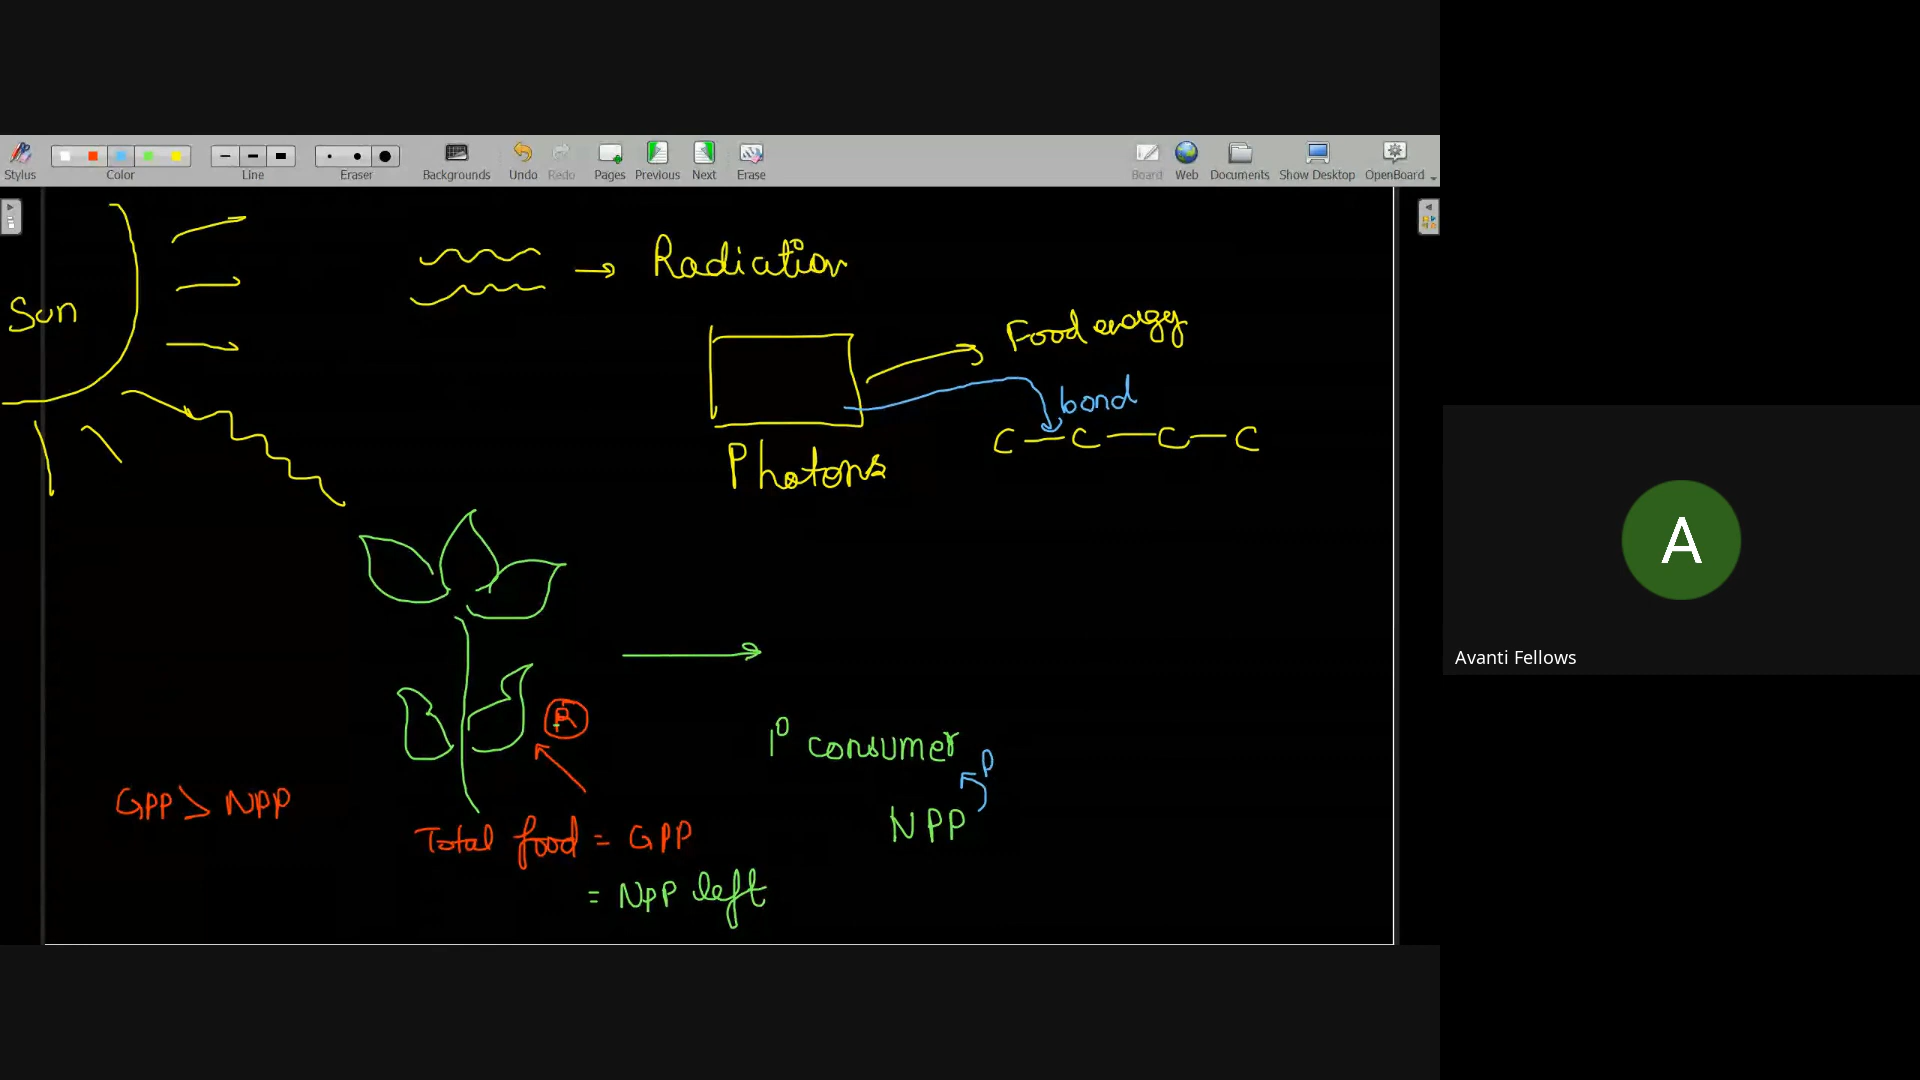 Stylus
Color
Line
Eraser
Backgrounds
Undo
Redo
Pages
Previous
Next
Erase
Board
Web
Documents
Show Desktop
OpenBoard
Sun
Radiation
Food energy
bond
C - C - C - C
Photons
R
1° consumer
P
NPP
GPP > NPP
Total food = GPP
= NPP left
A
Avanti Fellows